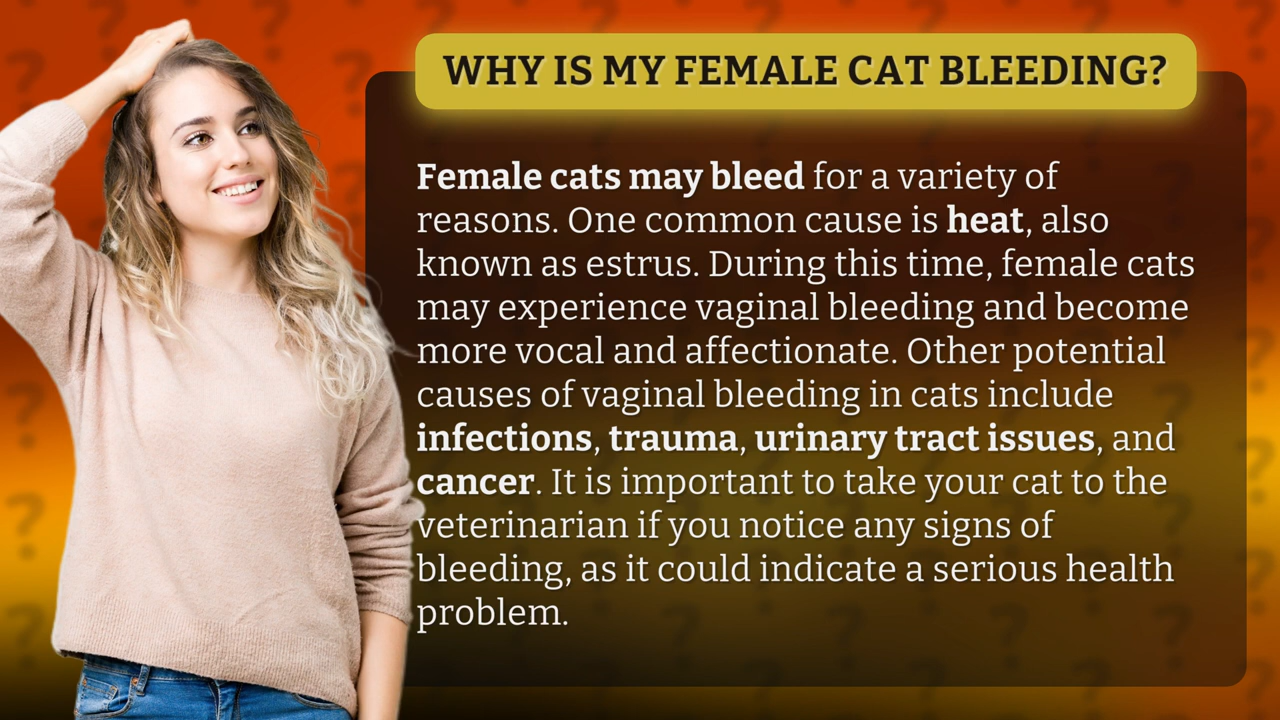 WHY IS MY FEMALE CAT BLEEDING?
Female cats may bleed for a variety of
reasons. One common cause is heat, also
known as estrus. During this time, female cats
may experience vaginal bleeding and become
more vocal and affectionate. Other potential
causes of vaginal bleeding in cats include
infections, trauma, urinary tract issues, and
cancer. It is important to take your cat to the
veterinarian if you notice any signs of
bleeding, as it could indicate a serious health
problem.